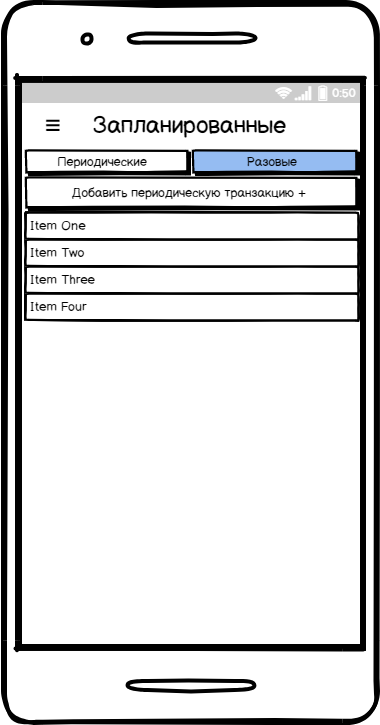 0:50
Запланированные
Периодические
Разовые
Добавить периодическую транзакцию +
Item One
Item Two
Item Three
Item Four